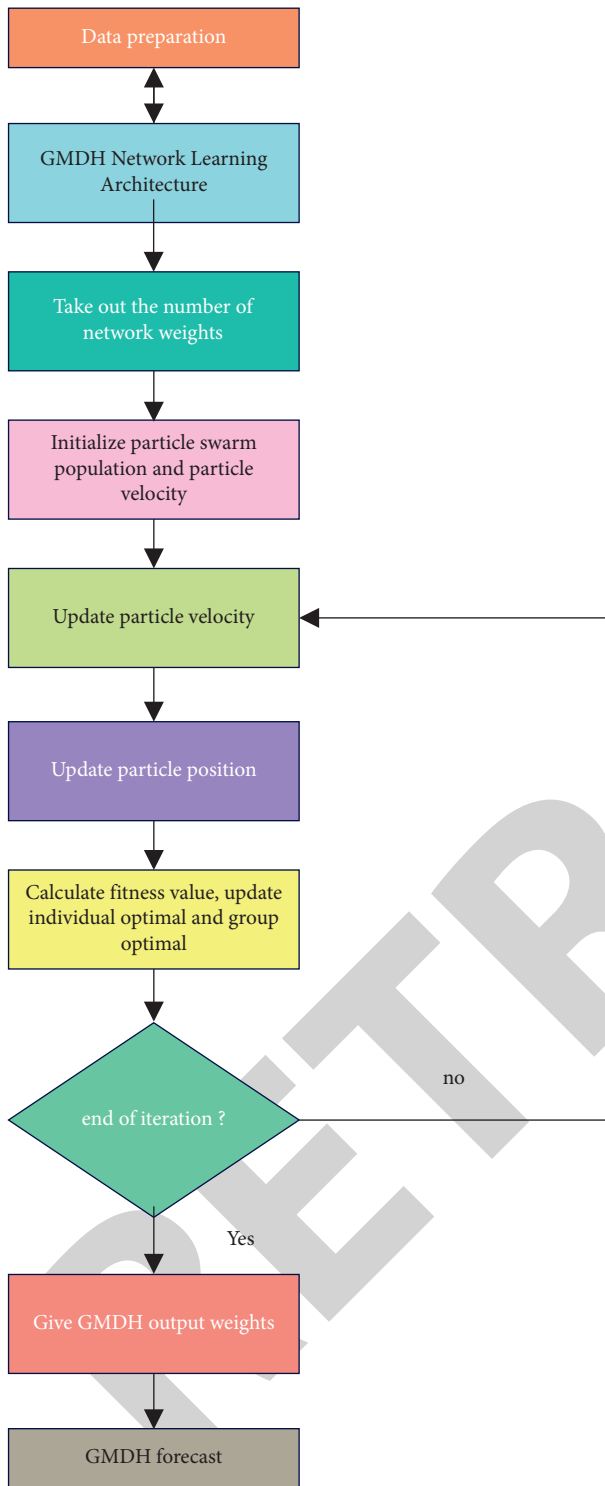 Data preparation
GMDH Network Learning
Architecture
Take out the number of
network weights
Initialize particle swarm
population and particle
velocity
Update particle velocity
Update particle position
Calculate fitness value, update
individual optimal and group
optimal
end of iteration ?
no
Yes
Give GMDH output weights
GMDH forecast
RETR